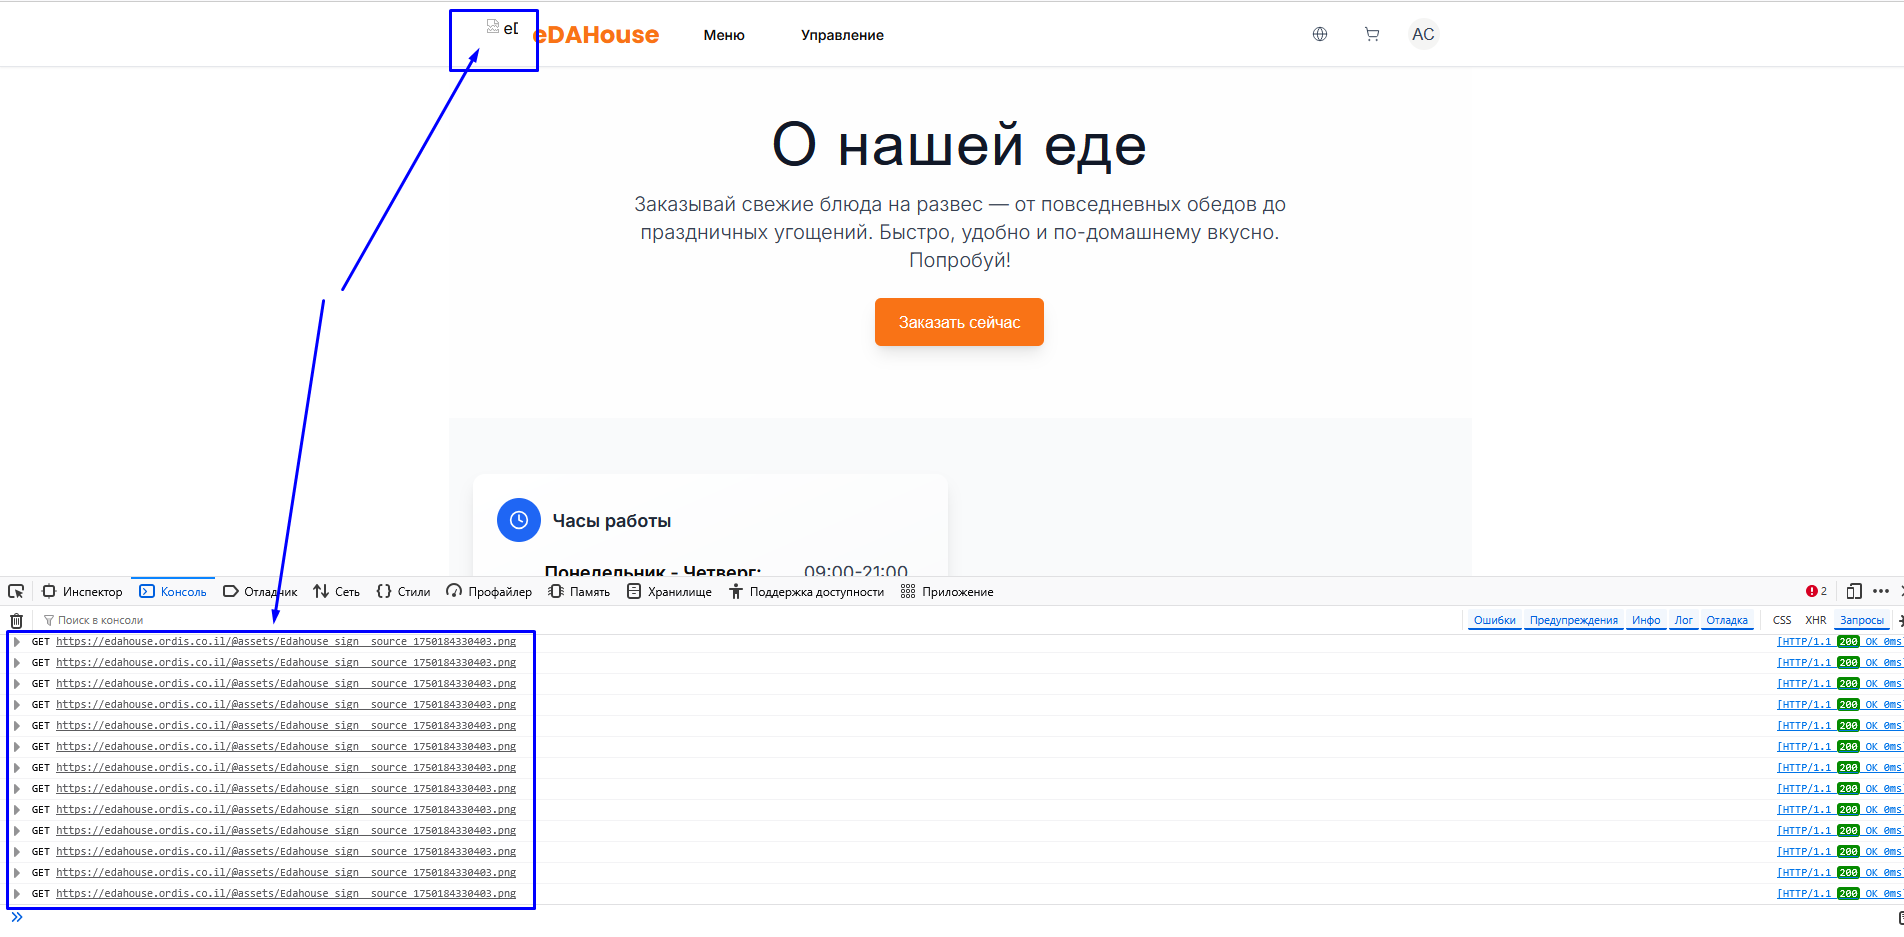 eD
eDAHouse
Меню
Управление
AC
О нашей еде
Заказывай свежие блюда на развес — от повседневных обедов до
праздничных угощений. Быстро, удобно и по-домашнему вкусно.
Попробуй!
Заказать сейчас
Часы работы
Понедельник - Четверг: 09:00-21:00
Инспектор Консоль Отладчик Сеть Стили Профайлер Память Хранилище Поддержка доступности Приложение 2
Поиск в консоли Ошибки Предупреждения Инфо Лог Отладка CSS XHR Запросы
GET https://edahouse.ordis.co.il/@assets/Edahouse_sign__source_1750184330403.png [HTTP/1.1 200 OK 0ms
GET https://edahouse.ordis.co.il/@assets/Edahouse_sign__source_1750184330403.png [HTTP/1.1 200 OK 0ms
GET https://edahouse.ordis.co.il/@assets/Edahouse_sign__source_1750184330403.png [HTTP/1.1 200 OK 0ms
GET https://edahouse.ordis.co.il/@assets/Edahouse_sign__source_1750184330403.png [HTTP/1.1 200 OK 0ms
GET https://edahouse.ordis.co.il/@assets/Edahouse_sign__source_1750184330403.png [HTTP/1.1 200 OK 0ms
GET https://edahouse.ordis.co.il/@assets/Edahouse_sign__source_1750184330403.png [HTTP/1.1 200 OK 0ms
GET https://edahouse.ordis.co.il/@assets/Edahouse_sign__source_1750184330403.png [HTTP/1.1 200 OK 0ms
GET https://edahouse.ordis.co.il/@assets/Edahouse_sign__source_1750184330403.png [HTTP/1.1 200 OK 0ms
GET https://edahouse.ordis.co.il/@assets/Edahouse_sign__source_1750184330403.png [HTTP/1.1 200 OK 0ms
GET https://edahouse.ordis.co.il/@assets/Edahouse_sign__source_1750184330403.png [HTTP/1.1 200 OK 0ms
GET https://edahouse.ordis.co.il/@assets/Edahouse_sign__source_1750184330403.png [HTTP/1.1 200 OK 0ms
GET https://edahouse.ordis.co.il/@assets/Edahouse_sign__source_1750184330403.png [HTTP/1.1 200 OK 0ms
GET https://edahouse.ordis.co.il/@assets/Edahouse_sign__source_1750184330403.png [HTTP/1.1 200 OK 0ms